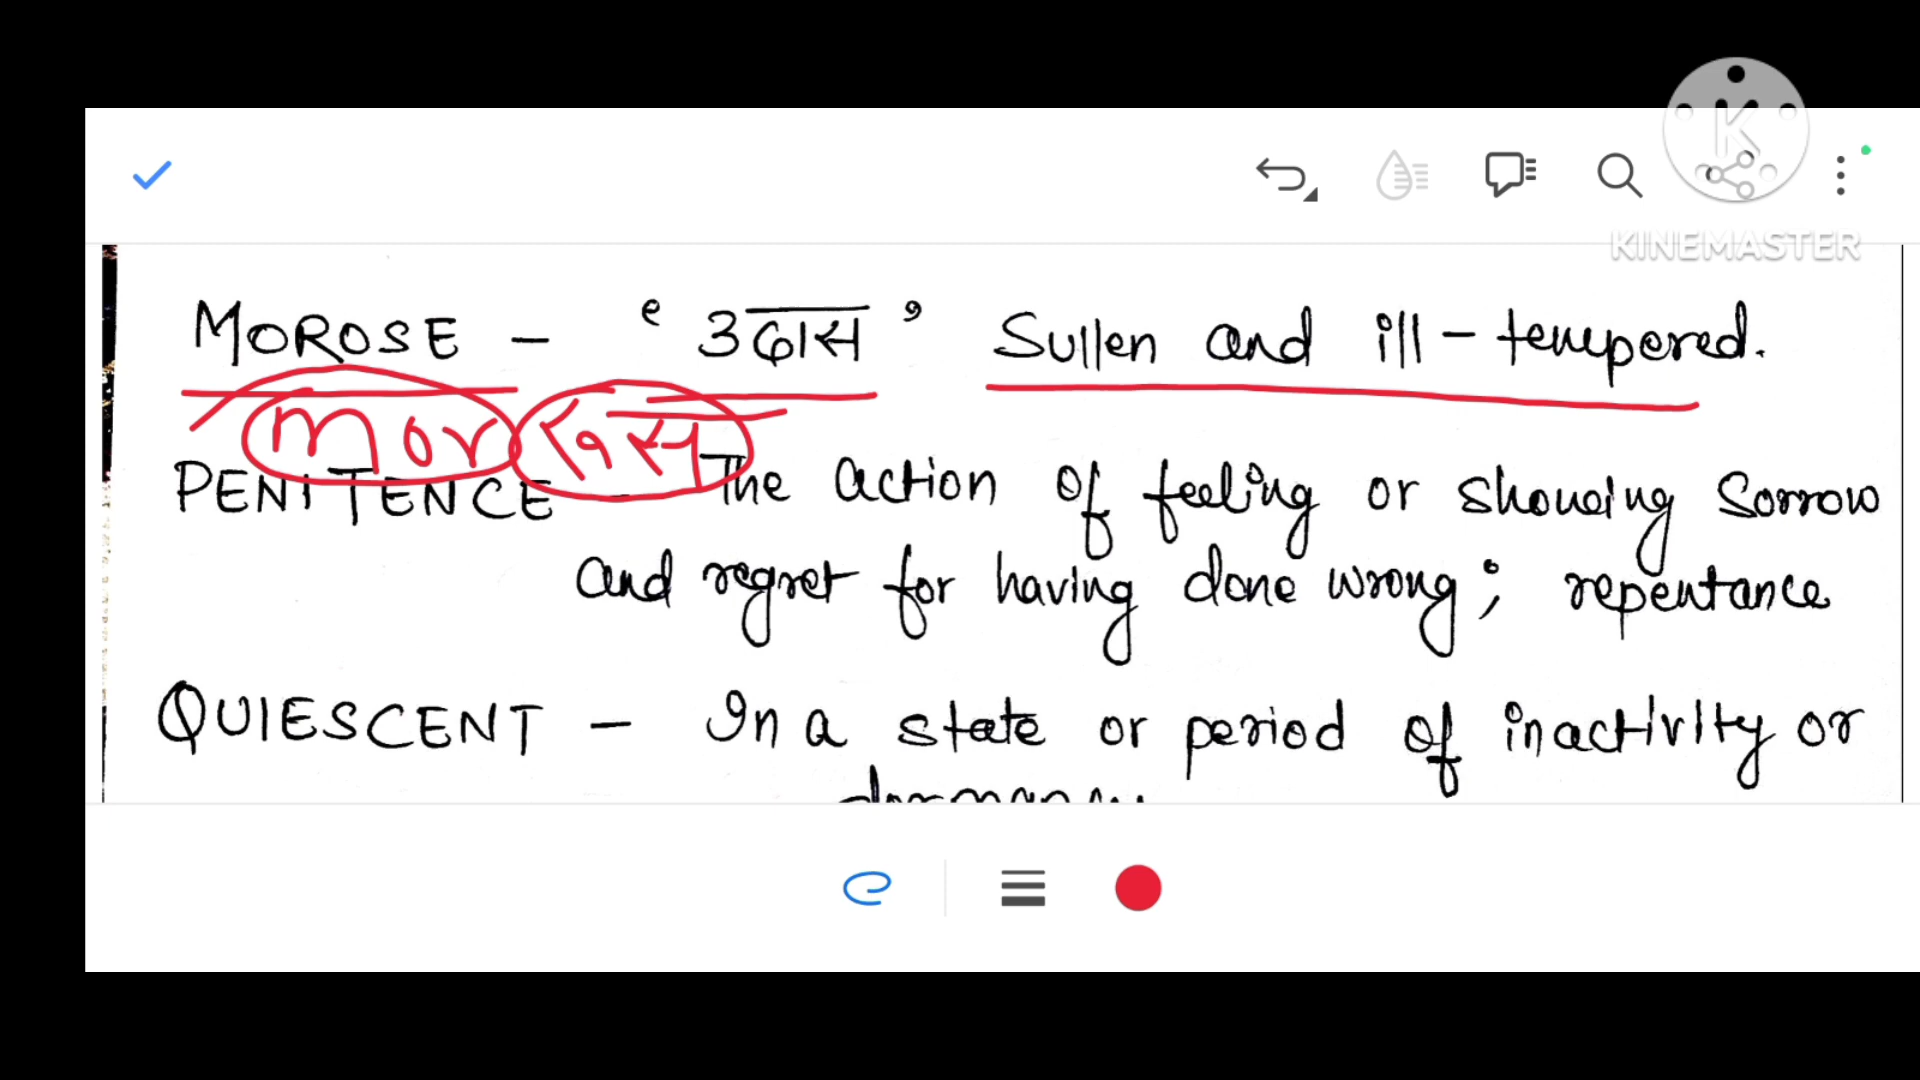 KINEMASTER
MOROSE - ‘उदास’ Sullen and ill-tempered.
mor
PENITENCE - The action of feeling or showing sorrow
and regret for having done wrong; repentance
QUIESCENT - In a state or period of inactivity or
dormancy